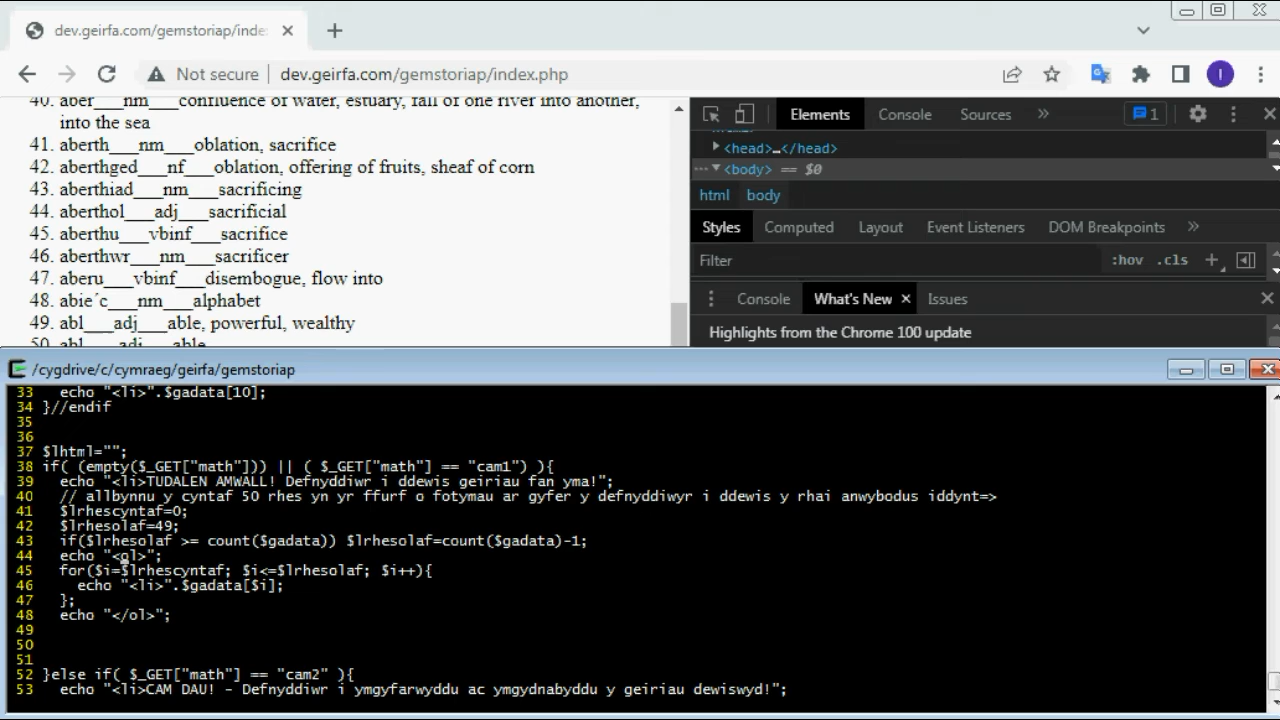 dev.geirfa.com/gemstoriap/inde
Not secure
dev.geirfa.com/gemstoriap/index.php
40. aber___nm___confluence of water, estuary, fall of one river into another,
into the sea
41. aberth___nm___oblation, sacrifice
42. aberthged___nf___oblation, offering of fruits, sheaf of corn
43. aberthiad___nm___sacrificing
44. aberthol___adj___sacrificial
45. aberthu___vbinf___sacrifice
46. aberthwr___nm___sacrificer
47. aberu___vbinf___disembogue, flow into
48. abie´c___nm___alphabet
49. abl___adj___able, powerful, wealthy
50. abl___adj___able
Elements Console Sources » 1
<head>…</head>
<body> == $0
html body
Styles Computed Layout Event Listeners DOM Breakpoints »
Filter :hov .cls +
Console What's New × Issues
Highlights from the Chrome 100 update
/cygdrive/c/cymraeg/geirfa/gemstoriap
33 echo "<li>".$gadata[10];
34 }//endif
35
36
37 $lhtml="";
38 if( (empty($_GET["math"])) || ( $_GET["math"] == "cam1") ){
39 echo "<li>TUDALEN AMWALL! Defnyddiwr i ddewis geiriau fan yma!";
40 // allbynnu y cyntaf 50 rhes yn yr ffurf o fotymau ar gyfer y defnyddiwyr i ddewis y rhai anwybodus iddynt=>
41 $lrhescyntaf=0;
42 $lrhesolaf=49;
43 if($lrhesolaf >= count($gadata)) $lrhesolaf=count($gadata)-1;
44 echo "<ol>";
45 for($i=$lrhescyntaf; $i<=$lrhesolaf; $i++){
46 echo "<li>".$gadata[$i];
47 };
48 echo "</ol>";
49
50
51
52 }else if( $_GET["math"] == "cam2" ){
53 echo "<li>CAM DAU! - Defnyddiwr i ymgyfarwyddu ac ymgydnabyddu y geiriau dewiswyd!";